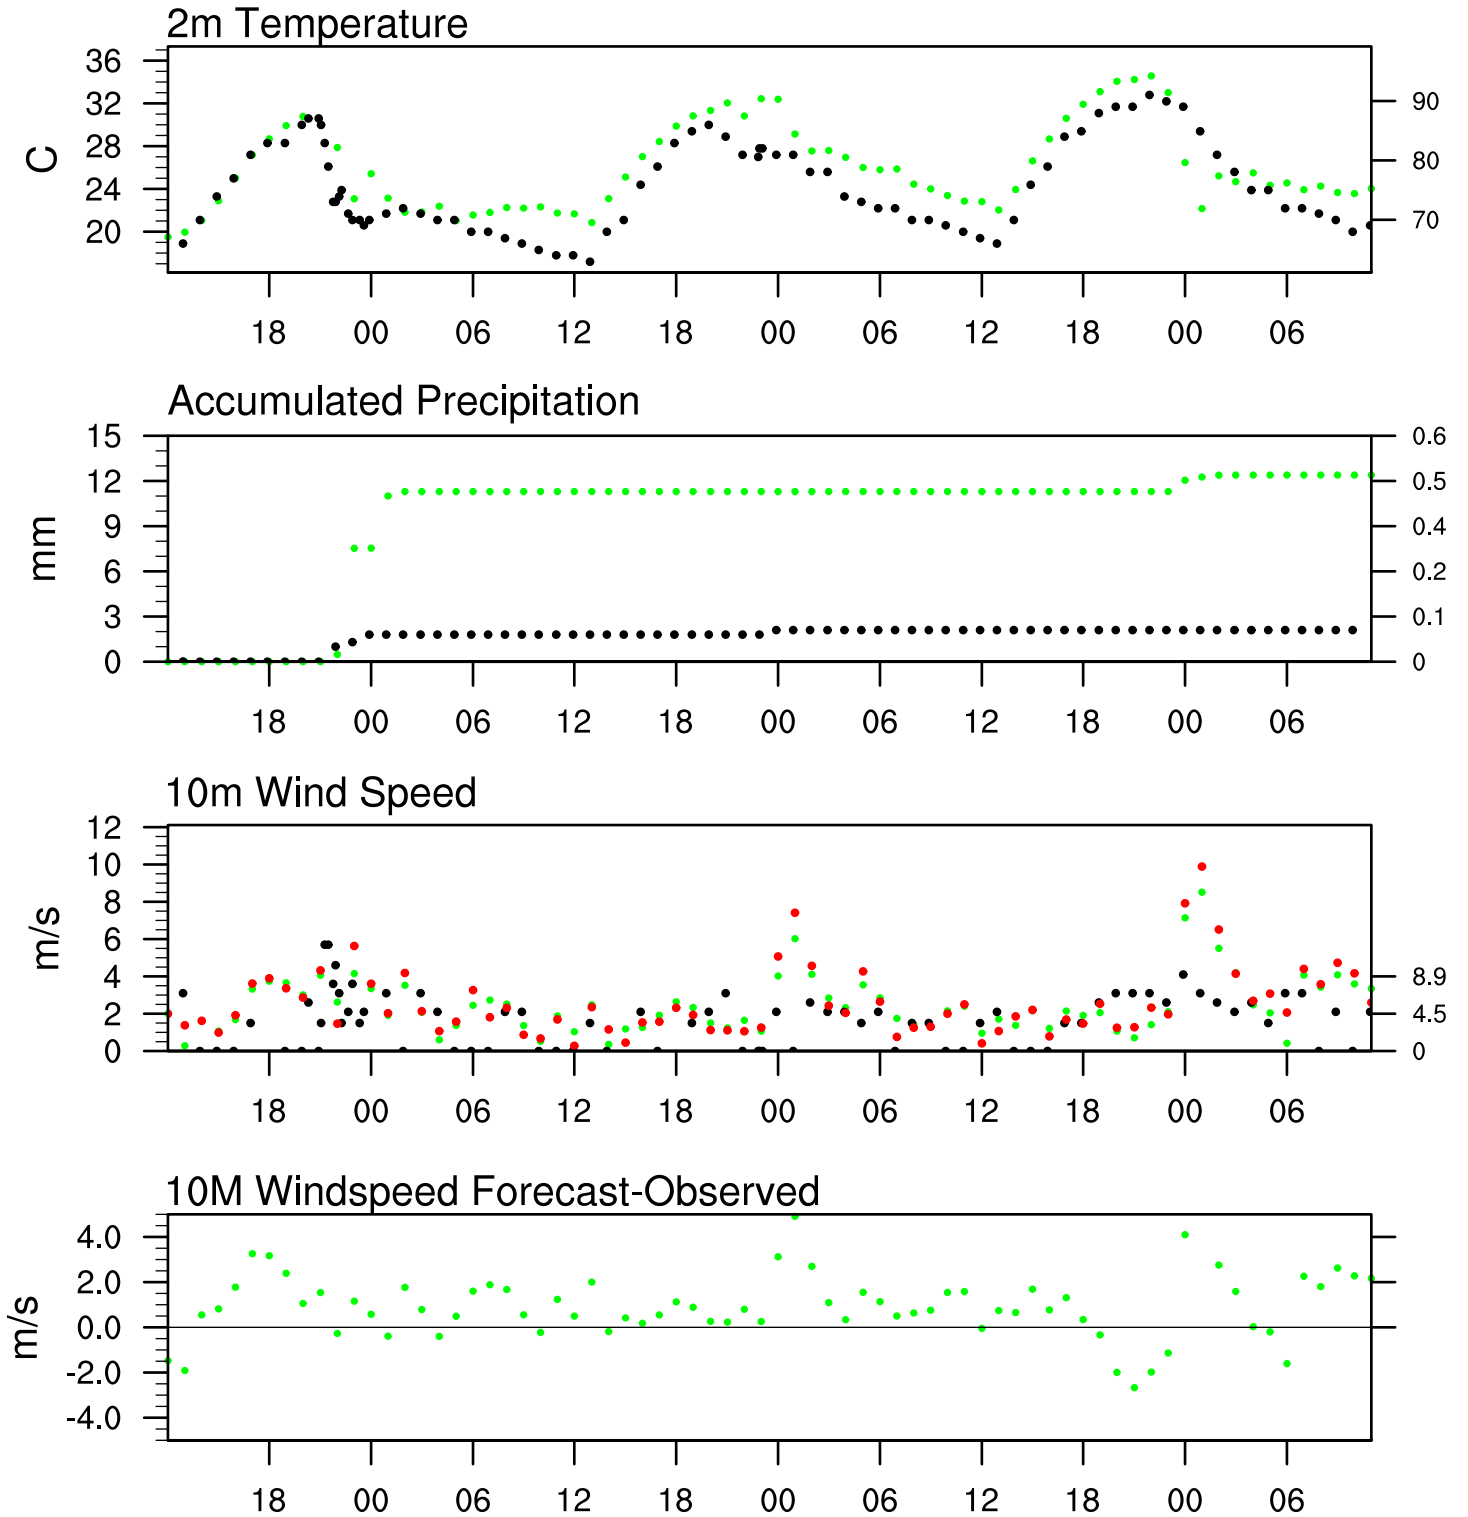 2m Temperature
36 32 28 24 20
C
90 80 70
18 00 06 12 18 00 06 12 18 00 06
Accumulated Precipitation
15 12 9 6 3 0
mm
0.6 0.5 0.4 0.2 0.1 0
18 00 06 12 18 00 06 12 18 00 06
10m Wind Speed
12 10 8 6 4 2 0
m/s
8.9 4.5 0
18 00 06 12 18 00 06 12 18 00 06
10M Windspeed Forecast-Observed
4.0 2.0 0.0 -2.0 -4.0
m/s
18 00 06 12 18 00 06 12 18 00 06